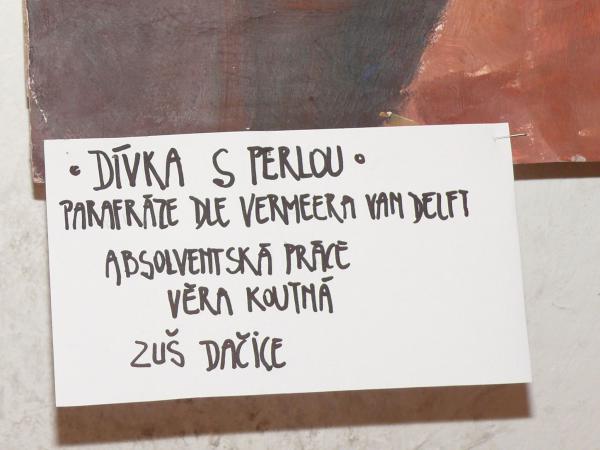 • DÍVKA S PERLOU •
PARAFRÁZE DLE VERMEERA VAN DELFT
ABSOLVENTSKÁ PRÁCE
VĚRA KOUTNÁ
ZUŠ DAČICE